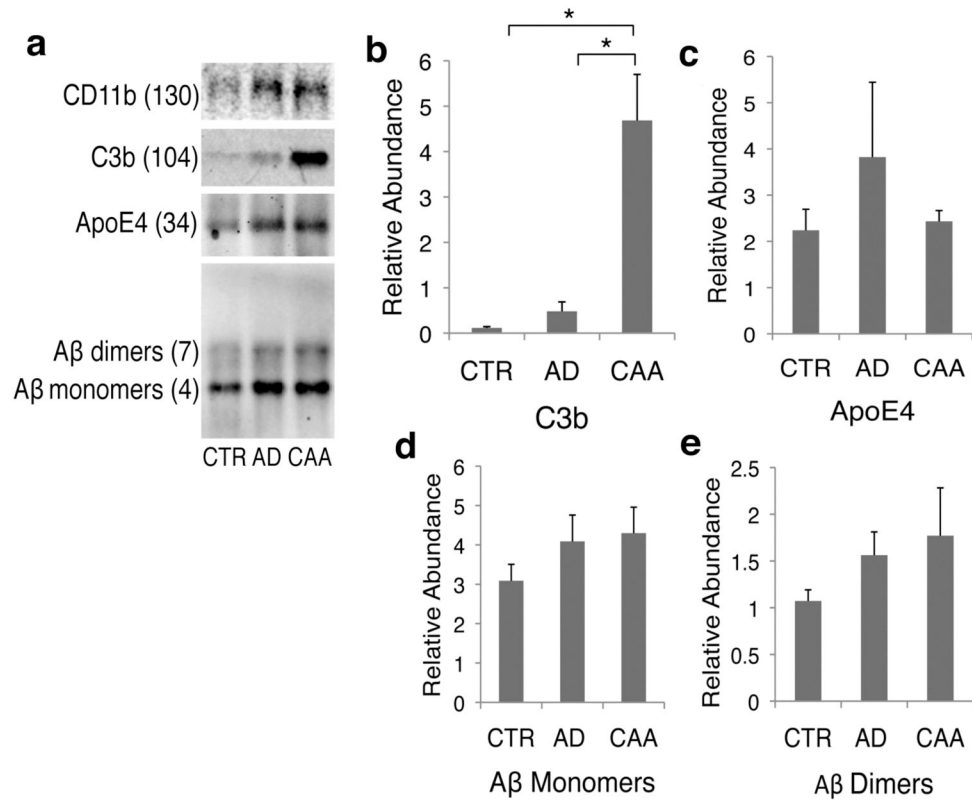 a
CD11b (130)
C3b (104)
ApoE4 (34)
Aβ dimers (7)
Aβ monomers (4)
CTR AD CAA
b
*
*
Relative Abundance
6
5
4
3
2
1
0
CTR AD CAA
C3b
c
Relative Abundance
6
5
4
3
2
1
0
CTR AD CAA
ApoE4
d
Relative Abundance
6
5
4
3
2
1
0
CTR AD CAA
Aβ Monomers
e
Relative Abundance
2.5
2
1.5
1
0.5
0
CTR AD CAA
Aβ Dimers